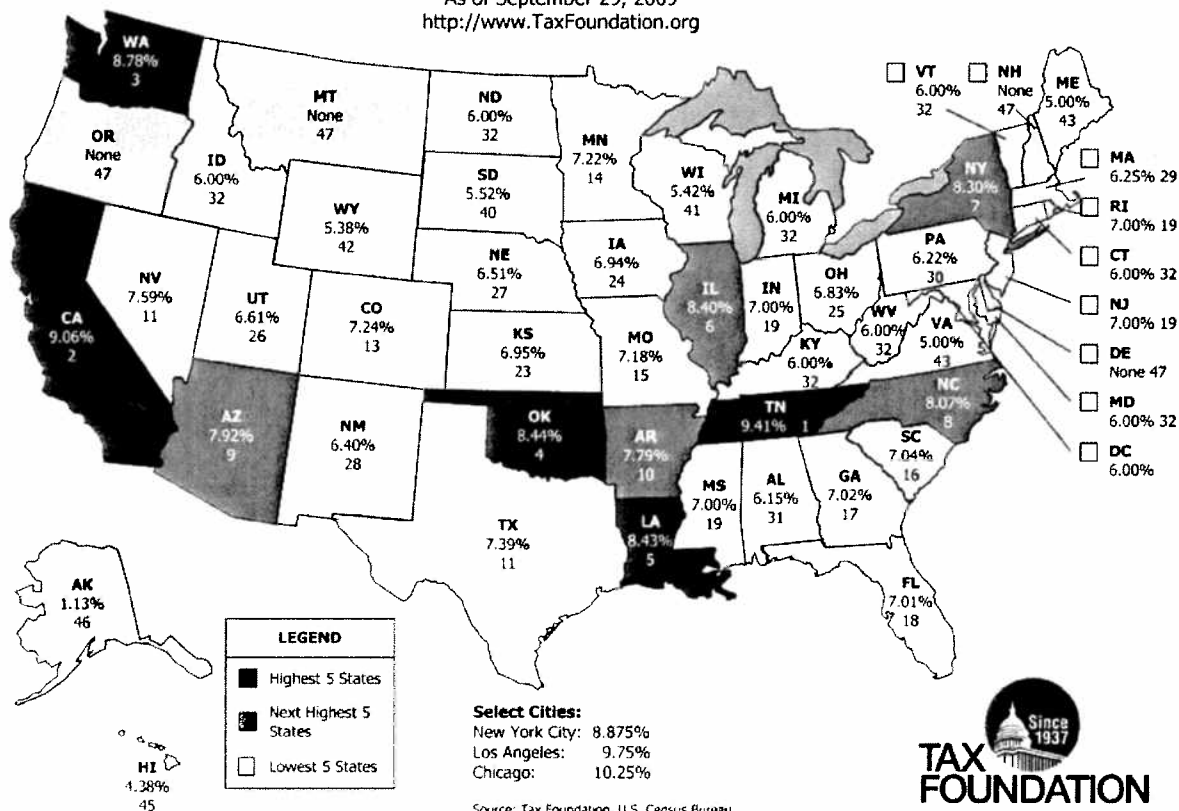 As of September 29, 2009
http://www.TaxFoundation.org
WA
8.78%
3
MT
None
47
ND
6.00%
32
VT
6.00%
32
NH
None
47
ME
5.00%
43
OR
None
47
ID
6.00%
32
MN
7.22%
14
SD
5.52%
40
WI
5.42%
41
MI
6.00%
32
NY
8.30%
7
MA
6.25% 29
RI
7.00% 19
CT
6.00% 32
NJ
7.00% 19
DE
None 47
MD
6.00% 32
DC
6.00%
WY
5.38%
42
NE
6.51%
27
IA
6.94%
24
PA
6.22%
30
NV
7.59%
11
UT
6.61%
26
CO
7.24%
13
IL
8.40%
6
IN
7.00%
19
OH
6.83%
25
WV
6.00%
32
VA
5.00%
43
CA
9.06%
2
KS
6.95%
23
MO
7.18%
15
KY
6.00%
32
NC
8.07%
8
AZ
7.92%
9
NM
6.40%
28
OK
8.44%
4
AR
7.79%
10
TN
9.41% 1
SC
7.04%
16
MS
7.00%
19
AL
6.15%
31
GA
7.02%
17
TX
7.39%
11
LA
8.43%
5
FL
7.01%
18
AK
1.13%
46
HI
4.38%
45
LEGEND
Highest 5 States
Next Highest 5
States
Lowest 5 States
Select Cities:
New York City: 8.875%
Los Angeles: 9.75%
Chicago: 10.25%
Source: Tax Foundation, U.S. Census Bureau
Since
1937
TAX
FOUNDATION